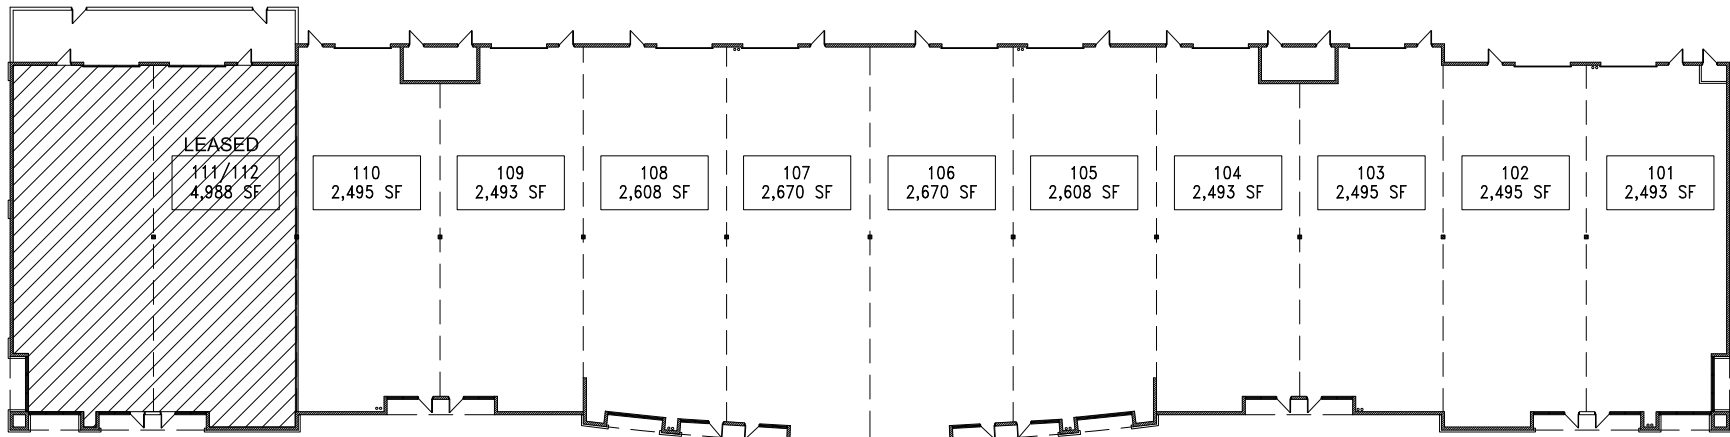 LEASED
111/112
4,988 SF
110
2,495 SF
109
2,493 SF
108
2,608 SF
107
2,670 SF
106
2,670 SF
105
2,608 SF
104
2,493 SF
103
2,495 SF
102
2,495 SF
101
2,493 SF